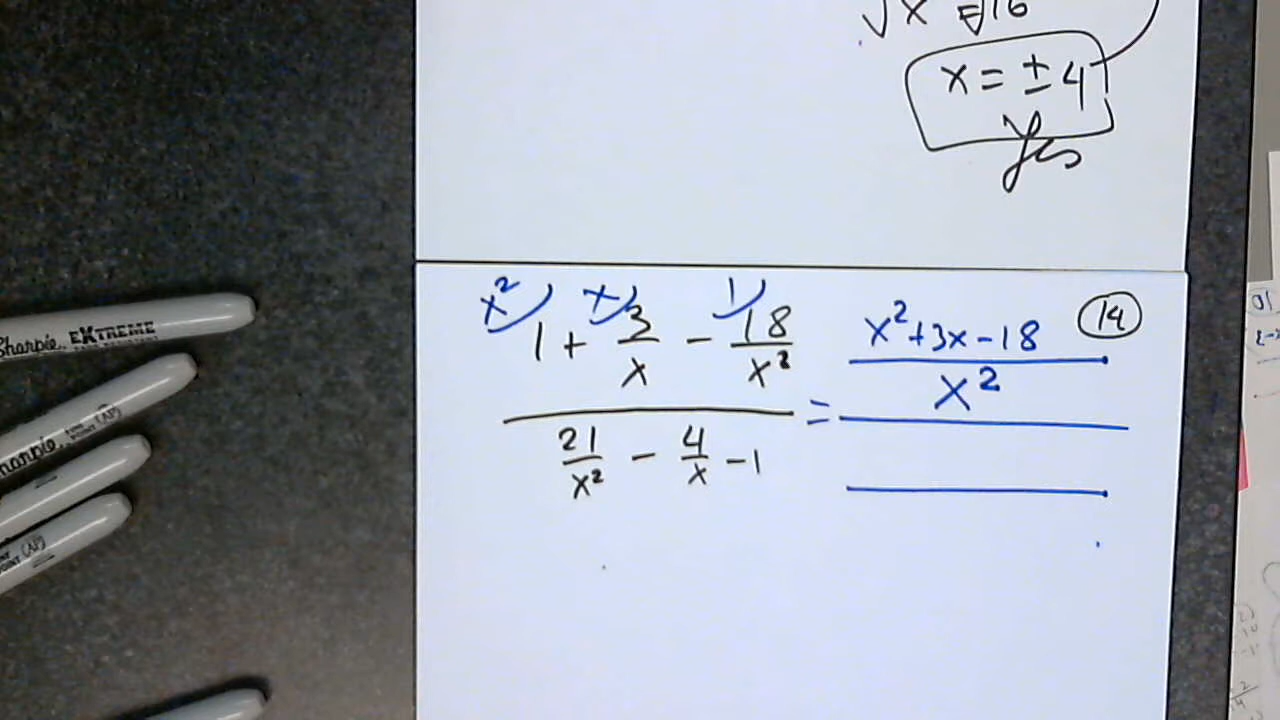 √x = 16
x = ± 4
Yes
14
x² x 1
1 + 3/x - 18/x² = x² + 3x - 18
x²
21/x² - 4/x - 1
Sharpie. EXTREME
Sharpie.